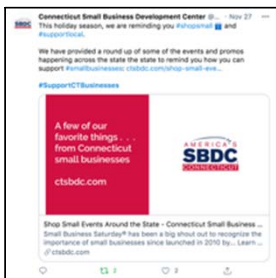 Connecticut Small Business Development Center @... · Nov 27
This holiday season, we are reminding you #shopsmall and
#supportlocal.
We have provided a round up of some of the events and promos
happening across the state the state to remind you how you can
support #smallbusinesses: ctsbdc.com/shop-small-eve...
#SupportCTBusinesses
SBDC
A few of our
favorite things . . .
from Connecticut
small businesses
ctsbdc.com
AMERICA'S
SBDC
CONNECTICUT
Shop Small Events Around the State - Connecticut Small Business ...
Small Business Saturday® has been a big shout out to recognize the
importance of small businesses since launched in 2010 by... Learn ...
ctsbdc.com
2
3